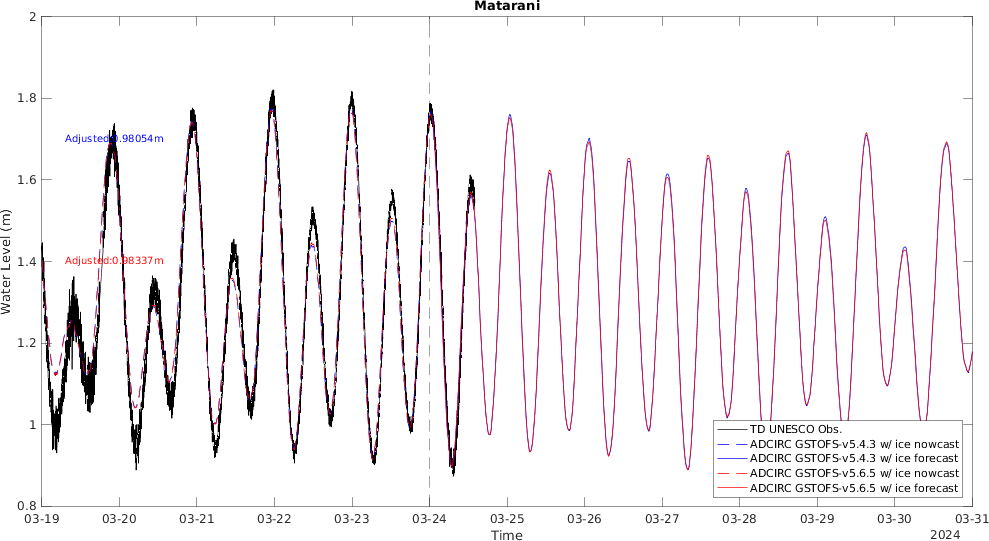 Matarani
2
1.8
1.6
1.4
1.2
1
0.8
Water Level (m)
Adjusted:0.98054m
Adjusted:0.98337m
TD UNESCO Obs.
ADCIRC GSTOFS-v5.4.3 w/ ice nowcast
ADCIRC GSTOFS-v5.4.3 w/ ice forecast
ADCIRC GSTOFS-v5.6.5 w/ ice nowcast
ADCIRC GSTOFS-v5.6.5 w/ ice forecast
03-19 03-20 03-21 03-22 03-23 03-24 03-25 03-26 03-27 03-28 03-29 03-30 03-31
Time
2024